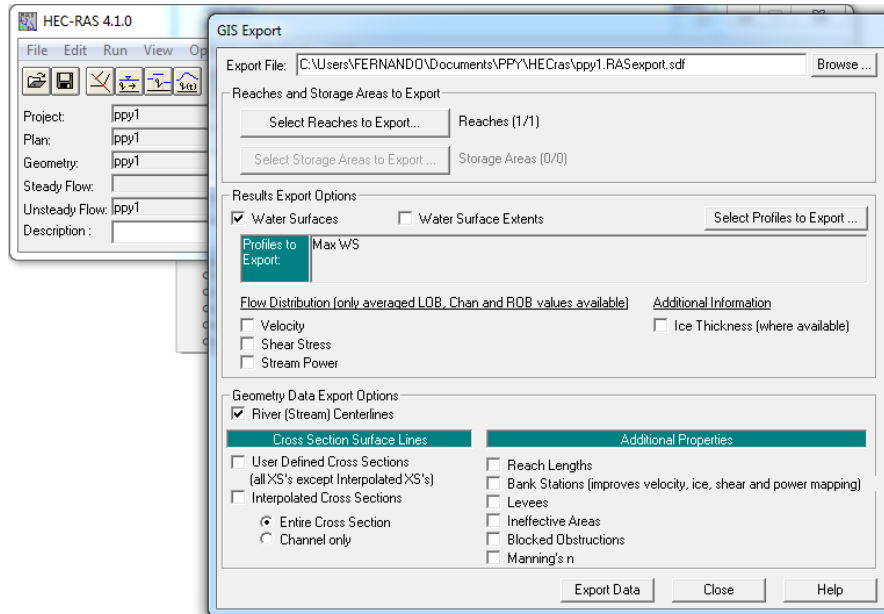 HEC-RAS 4.1.0
File Edit Run View Op
Project: ppy1
Plan: ppy1
Geometry: ppy1
Steady Flow:
Unsteady Flow: ppy1
Description :
GIS Export
Export File: C:\Users\FERNANDO\Documents\PPY\HECras\ppy1.RASexport.sdf Browse ...
Reaches and Storage Areas to Export
Select Reaches to Export... Reaches (1/1)
Select Storage Areas to Export ... Storage Areas (0/0)
Results Export Options
Water Surfaces Water Surface Extents Select Profiles to Export ...
Profiles to Export: Max WS
Flow Distribution (only averaged LOB, Chan and ROB values available) Additional Information
Velocity Ice Thickness (where available)
Shear Stress
Stream Power
Geometry Data Export Options
River (Stream) Centerlines
Cross Section Surface Lines Additional Properties
User Defined Cross Sections Reach Lengths
(all XS's except Interpolated XS's) Bank Stations (improves velocity, ice, shear and power mapping)
Interpolated Cross Sections Levees
Entire Cross Section Ineffective Areas
Channel only Blocked Obstructions
Manning's n
Export Data Close Help